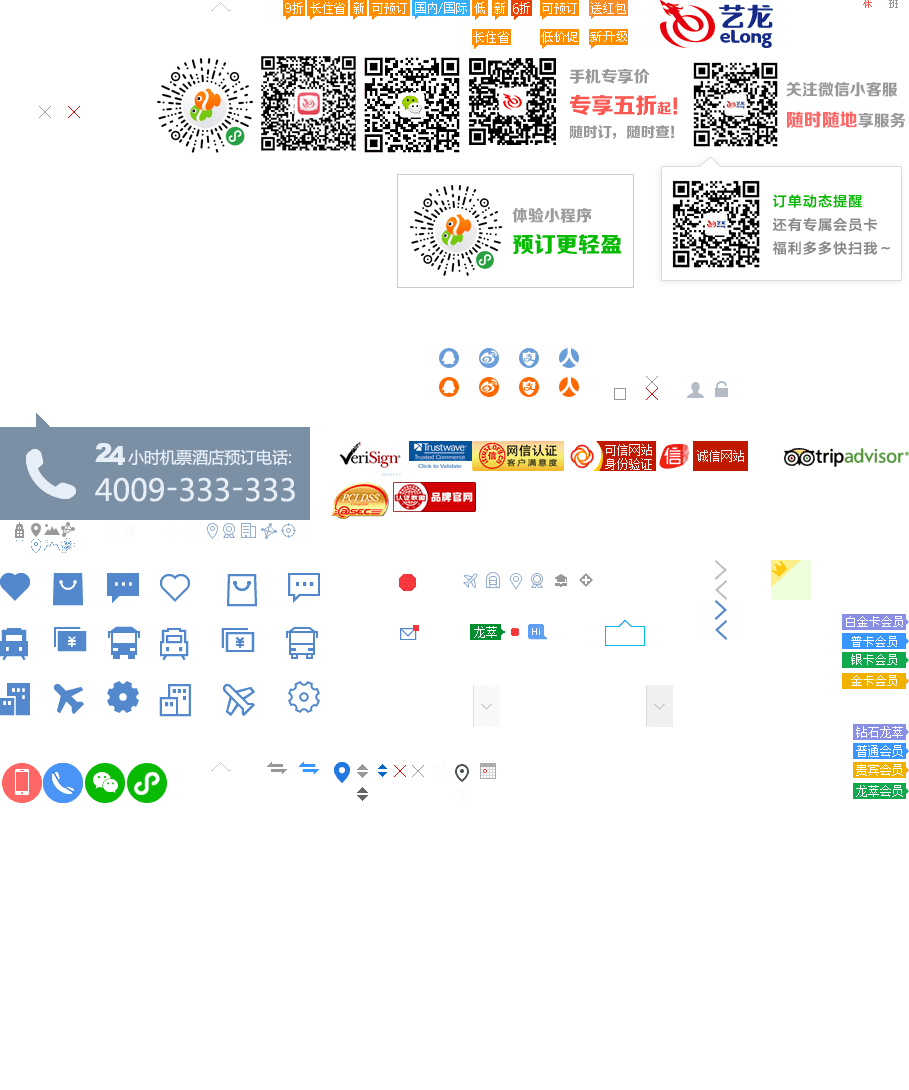 9折 长住省 新 可预订 国内/国际 低 新 6折 可预订 送红包
休 班
长住省 低价促 新升级
艺龙
eLong
手机专享价
专享五折起!
随时订，随时查!
关注微信小客服
随时随地享服务
体验小程序
预订更轻盈
订单动态提醒
还有专属会员卡
福利多多快扫我～
24小时机票酒店预订电话:
4009-333-333
VeriSign
Trustwave
Trusted Commerce
Click to Validate
网信认证
客户满意度
可信网站
身份验证
信
诚信网站
tripadvisor
PCI DSS
@SEC
品牌官网
龙萃
Hi
白金卡会员
普卡会员
银卡会员
金卡会员
钻石龙萃
普通会员
贵宾会员
龙萃会员